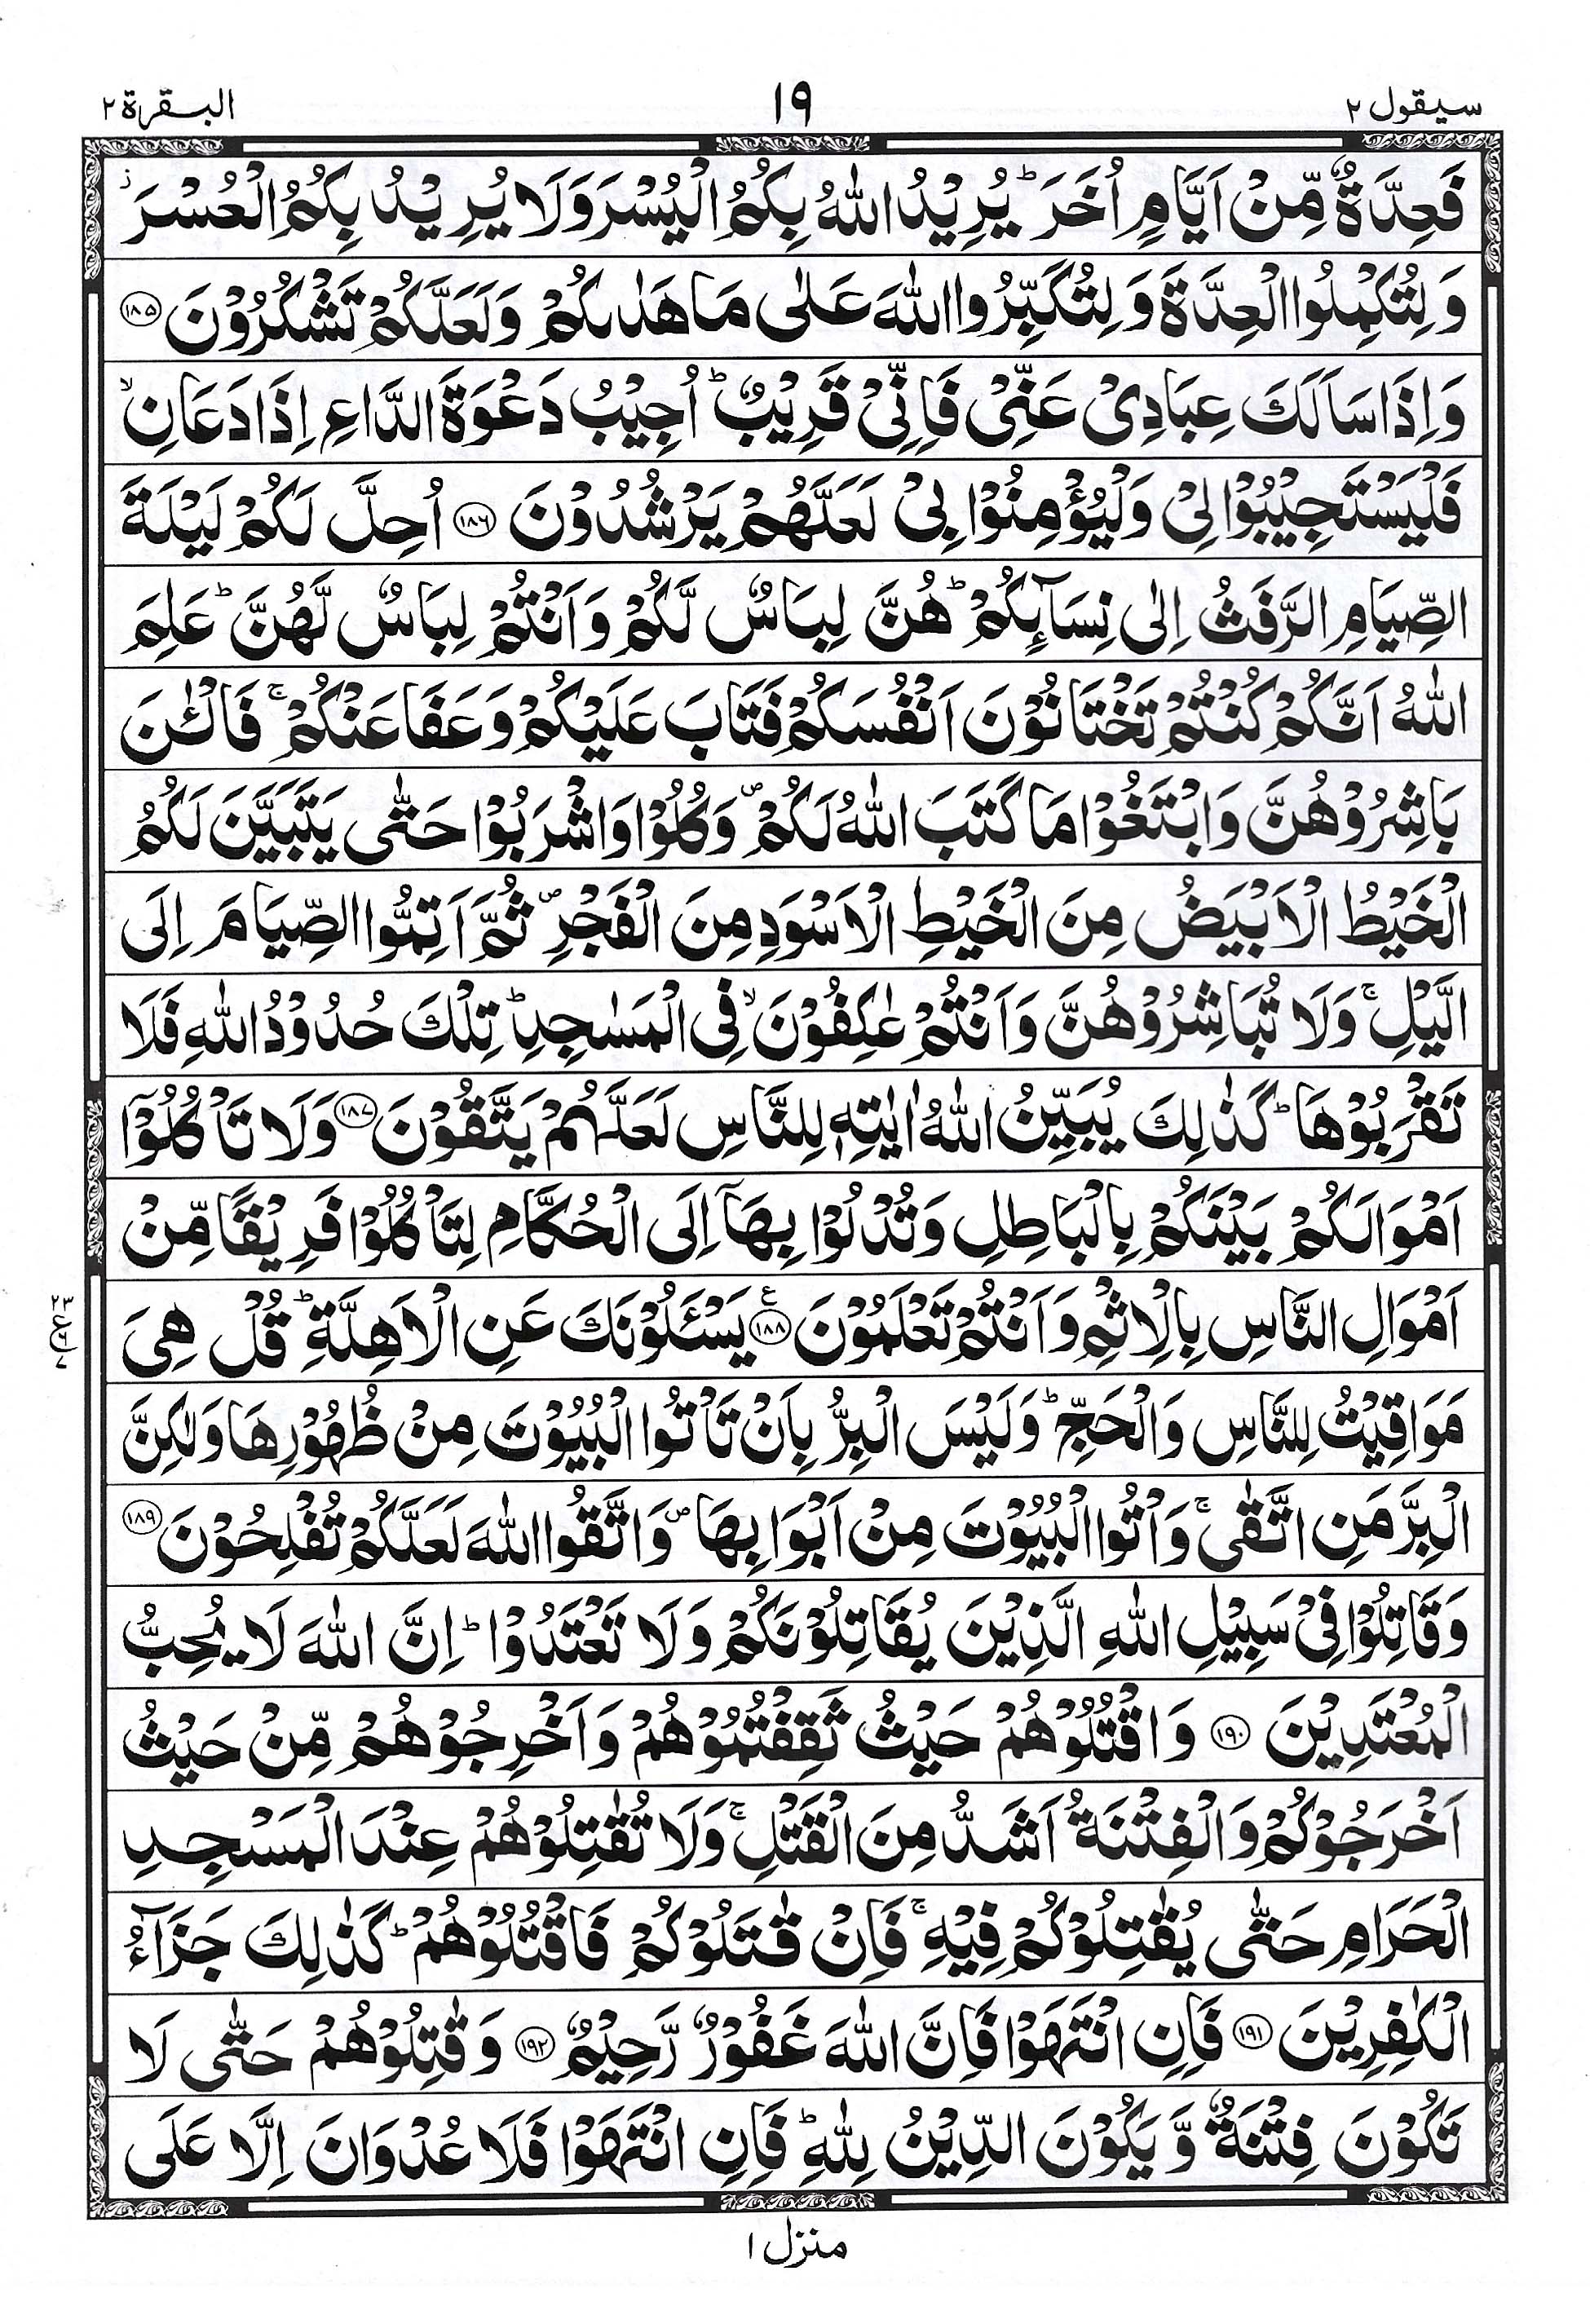 سيقول ٢
١٩
البقرة ٢
فَعِدَّةٌ مِّنْ اَيَّامٍ اُخَرَ ؕ يُرِيْدُ اللّٰهُ بِكُمُ الْيُسْرَ وَلَا يُرِيْدُ بِكُمُ الْعُسْرَ ؗ
وَ لِتُكْمِلُوا الْعِدَّةَ وَ لِتُكَبِّرُوا اللّٰهَ عَلٰى مَا هَدٰىكُمْ وَلَعَلَّكُمْ تَشْكُرُوْنَ ﴿١٨٥﴾
وَاِذَا سَاَلَكَ عِبَادِىْ عَنِّىْ فَاِنِّىْ قَرِيْبٌ ؕ اُجِيْبُ دَعْوَةَ الدَّاعِ اِذَا دَعَانِ ۙ
فَلْيَسْتَجِيْبُوْا لِىْ وَلْيُؤْمِنُوْا بِىْ لَعَلَّهُمْ يَرْشُدُوْنَ ﴿١٨٦﴾ اُحِلَّ لَكُمْ لَيْلَةَ
الصِّيَامِ الرَّفَثُ اِلٰى نِسَآئِكُمْ ؕ هُنَّ لِبَاسٌ لَّكُمْ وَاَنْتُمْ لِبَاسٌ لَّهُنَّ ؕ عَلِمَ
اللّٰهُ اَنَّكُمْ كُنْتُمْ تَخْتَانُوْنَ اَنْفُسَكُمْ فَتَابَ عَلَيْكُمْ وَعَفَا عَنْكُمْ ۚ فَالْـٰٔنَ
بَاشِرُوْهُنَّ وَابْتَغُوْا مَا كَتَبَ اللّٰهُ لَكُمْ ۪ وَكُلُوْا وَاشْرَبُوْا حَتّٰى يَتَبَيَّنَ لَكُمُ
الْخَيْطُ الْاَبْيَضُ مِنَ الْخَيْطِ الْاَسْوَدِ مِنَ الْفَجْرِ ۪ ثُمَّ اَتِمُّوا الصِّيَامَ اِلَى
الَّيْلِ ۚ وَلَا تُبَاشِرُوْهُنَّ وَاَنْتُمْ عٰكِفُوْنَ ۙ فِى الْمَسٰجِدِ ؕ تِلْكَ حُدُوْدُ اللّٰهِ فَلَا
تَقْرَبُوْهَا ؕ كَذٰلِكَ يُبَيِّنُ اللّٰهُ اٰيٰتِهٖ لِلنَّاسِ لَعَلَّهُمْ يَتَّقُوْنَ ﴿١٨٧﴾ وَلَا تَاْكُلُوْٓا
اَمْوَالَكُمْ بَيْنَكُمْ بِالْبَاطِلِ وَتُدْلُوْا بِهَآ اِلَى الْحُكَّامِ لِتَاْكُلُوْا فَرِيْقًا مِّنْ
اَمْوَالِ النَّاسِ بِالْاِثْمِ وَاَنْتُمْ تَعْلَمُوْنَ ﴿١٨٨﴾ ع يَسْـَٔلُوْنَكَ عَنِ الْاَهِلَّةِ ؕ قُلْ هِىَ
مَوَاقِيْتُ لِلنَّاسِ وَالْحَجِّ ؕ وَلَيْسَ الْبِرُّ بِاَنْ تَاْتُوا الْبُيُوْتَ مِنْ ظُهُوْرِهَا وَلٰكِنَّ
الْبِرَّ مَنِ اتَّقٰى ۚ وَاْتُوا الْبُيُوْتَ مِنْ اَبْوَابِهَا ۪ وَاتَّقُوا اللّٰهَ لَعَلَّكُمْ تُفْلِحُوْنَ ﴿١٨٩﴾
وَقَاتِلُوْا فِىْ سَبِيْلِ اللّٰهِ الَّذِيْنَ يُقَاتِلُوْنَكُمْ وَلَا تَعْتَدُوْا ؕ اِنَّ اللّٰهَ لَا يُحِبُّ
الْمُعْتَدِيْنَ ﴿١٩٠﴾ وَاقْتُلُوْهُمْ حَيْثُ ثَقِفْتُمُوْهُمْ وَاَخْرِجُوْهُمْ مِّنْ حَيْثُ
اَخْرَجُوْكُمْ وَالْفِتْنَةُ اَشَدُّ مِنَ الْقَتْلِ ۚ وَلَا تُقٰتِلُوْهُمْ عِنْدَ الْمَسْجِدِ
الْحَرَامِ حَتّٰى يُقٰتِلُوْكُمْ فِيْهِ ۚ فَاِنْ قٰتَلُوْكُمْ فَاقْتُلُوْهُمْ ؕ كَذٰلِكَ جَزَآءُ
الْكٰفِرِيْنَ ﴿١٩١﴾ فَاِنِ انْتَهَوْا فَاِنَّ اللّٰهَ غَفُوْرٌ رَّحِيْمٌ ﴿١٩٢﴾ وَقٰتِلُوْهُمْ حَتّٰى لَا
تَكُوْنَ فِتْنَةٌ وَّيَكُوْنَ الدِّيْنُ لِلّٰهِ ؕ فَاِنِ انْتَهَوْا فَلَا عُدْوَانَ اِلَّا عَلَى
منزل ١